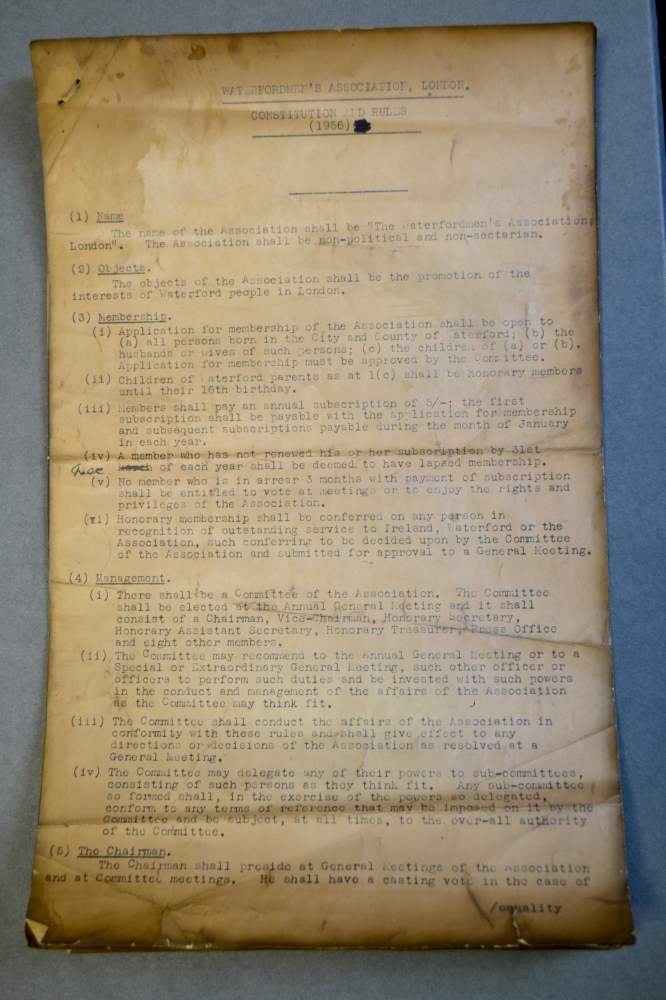 WATERFORDMEN'S ASSOCIATION, LONDON.
CONSTITUTION AND RULES
(1956)
(1) Name
The name of the Association shall be "The Waterfordmen's Association,
London". The Association shall be non-political and non-sectarian.
(2) Objects.
The objects of the Association shall be the promotion of the
interests of Waterford people in London.
(3) Membership.
(i) Application for membership of the Association shall be open to
(a) all persons born in the City and County of Waterford; (b) the
husbands or wives of such persons; (c) the children of (a) or (b).
Application for membership must be approved by the Committee.
(ii) Children of Waterford parents as at 1(c) shall be honorary members
until their 16th birthday.
(iii) Members shall pay an annual subscription of 5/-; the first
subscription shall be payable with the application for membership
and subsequent subscriptions payable during the month of January
in each year.
(iv) A member who has not renewed his or her subscription by 31st
March of each year shall be deemed to have lapsed membership.
(v) No member who is in arrear 3 months with payment of subscription
shall be entitled to vote at meetings or to enjoy the rights and
privileges of the Association.
(vi) Honorary membership shall be conferred on any person in
recognition of outstanding service to Ireland, Waterford or the
Association, such conferring to be decided upon by the Committee
of the Association and submitted for approval to a General Meeting.
(4) Management.
(i) There shall be a Committee of the Association. The Committee
shall be elected at the Annual General Meeting and it shall
consist of a Chairman, Vice-Chairman, Honorary Secretary,
Honorary Assistant Secretary, Honorary Treasurer, Press Office
and eight other members.
(ii) The Committee may recommend to the Annual General Meeting or to a
Special or Extraordinary General Meeting, such other officer or
officers to perform such duties and be invested with such powers
in the conduct and management of the affairs of the Association
as the Committee may think fit.
(iii) The Committee shall conduct the affairs of the Association in
conformity with these rules and shall give effect to any
directions or decisions of the Association as resolved at a
General Meeting.
(iv) The Committee may delegate any of their powers to sub-committees,
consisting of such persons as they think fit. Any sub-committee
so formed shall, in the exercise of the powers so delegated,
conform to any terms of reference that may be imposed on it by the
Committee and be subject, at all times, to the over-all authority
of the Committee.
(5) The Chairman.
The Chairman shall preside at General Meetings of the Association
and at Committee meetings. He shall have a casting vote in the case of
/equality